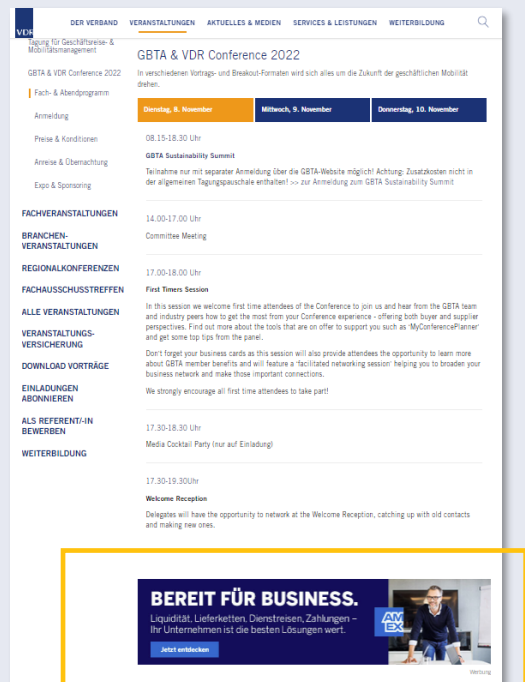 VDR
DER VERBAND VERANSTALTUNGEN AKTUELLES & MEDIEN SERVICES & LEISTUNGEN WEITERBILDUNG
Tagung für Geschäftsreise- &
Mobilitätsmanagement
GBTA & VDR Conference 2022
Fach- & Abendprogramm
Anmeldung
Preise & Konditionen
Anreise & Übernachtung
Expo & Sponsoring
FACHVERANSTALTUNGEN
BRANCHEN-
VERANSTALTUNGEN
REGIONALKONFERENZEN
FACHAUSSCHUSSTREFFEN
ALLE VERANSTALTUNGEN
VERANSTALTUNGS-
VERSICHERUNG
DOWNLOAD VORTRÄGE
EINLADUNGEN
ABONNIEREN
ALS REFERENT/-IN
BEWERBEN
WEITERBILDUNG
GBTA & VDR Conference 2022
In verschiedenen Vortrags- und Breakout-Formaten wird sich alles um die Zukunft der geschäftlichen Mobilität
drehen.
Dienstag, 8. November Mittwoch, 9. November Donnerstag, 10. November
08.15-18.30 Uhr
GBTA Sustainability Summit
Teilnahme nur mit separater Anmeldung über die GBTA-Website möglich! Achtung: Zusatzkosten nicht in
der allgemeinen Tagungspauschale enthalten! >> zur Anmeldung zum GBTA Sustainability Summit
14.00-17.00 Uhr
Committee Meeting
17.00-18.00 Uhr
First Timers Session
In this session we welcome first time attendees of the Conference to join us and hear from the GBTA team
and industry peers how to get the most from your Conference experience - offering both buyer and supplier
perspectives. Find out more about the tools that are on offer to support you such as 'MyConferencePlanner'
and get some top tips from the panel.
Don't forget your business cards as this session will also provide attendees the opportunity to learn more
about GBTA member benefits and will feature a 'facilitated networking session' helping you to broaden your
business network and make those important connections.
We strongly encourage all first time attendees to take part!
17.30-18.30 Uhr
Media Cocktail Party (nur auf Einladung)
17.30-19.30Uhr
Welcome Reception
Delegates will have the opportunity to network at the Welcome Reception, catching up with old contacts
and making new ones.
BEREIT FÜR BUSINESS.
Liquidität, Lieferketten, Dienstreisen, Zahlungen –
Ihr Unternehmen ist die besten Lösungen wert.
Jetzt entdecken
AM
EX
Werbung